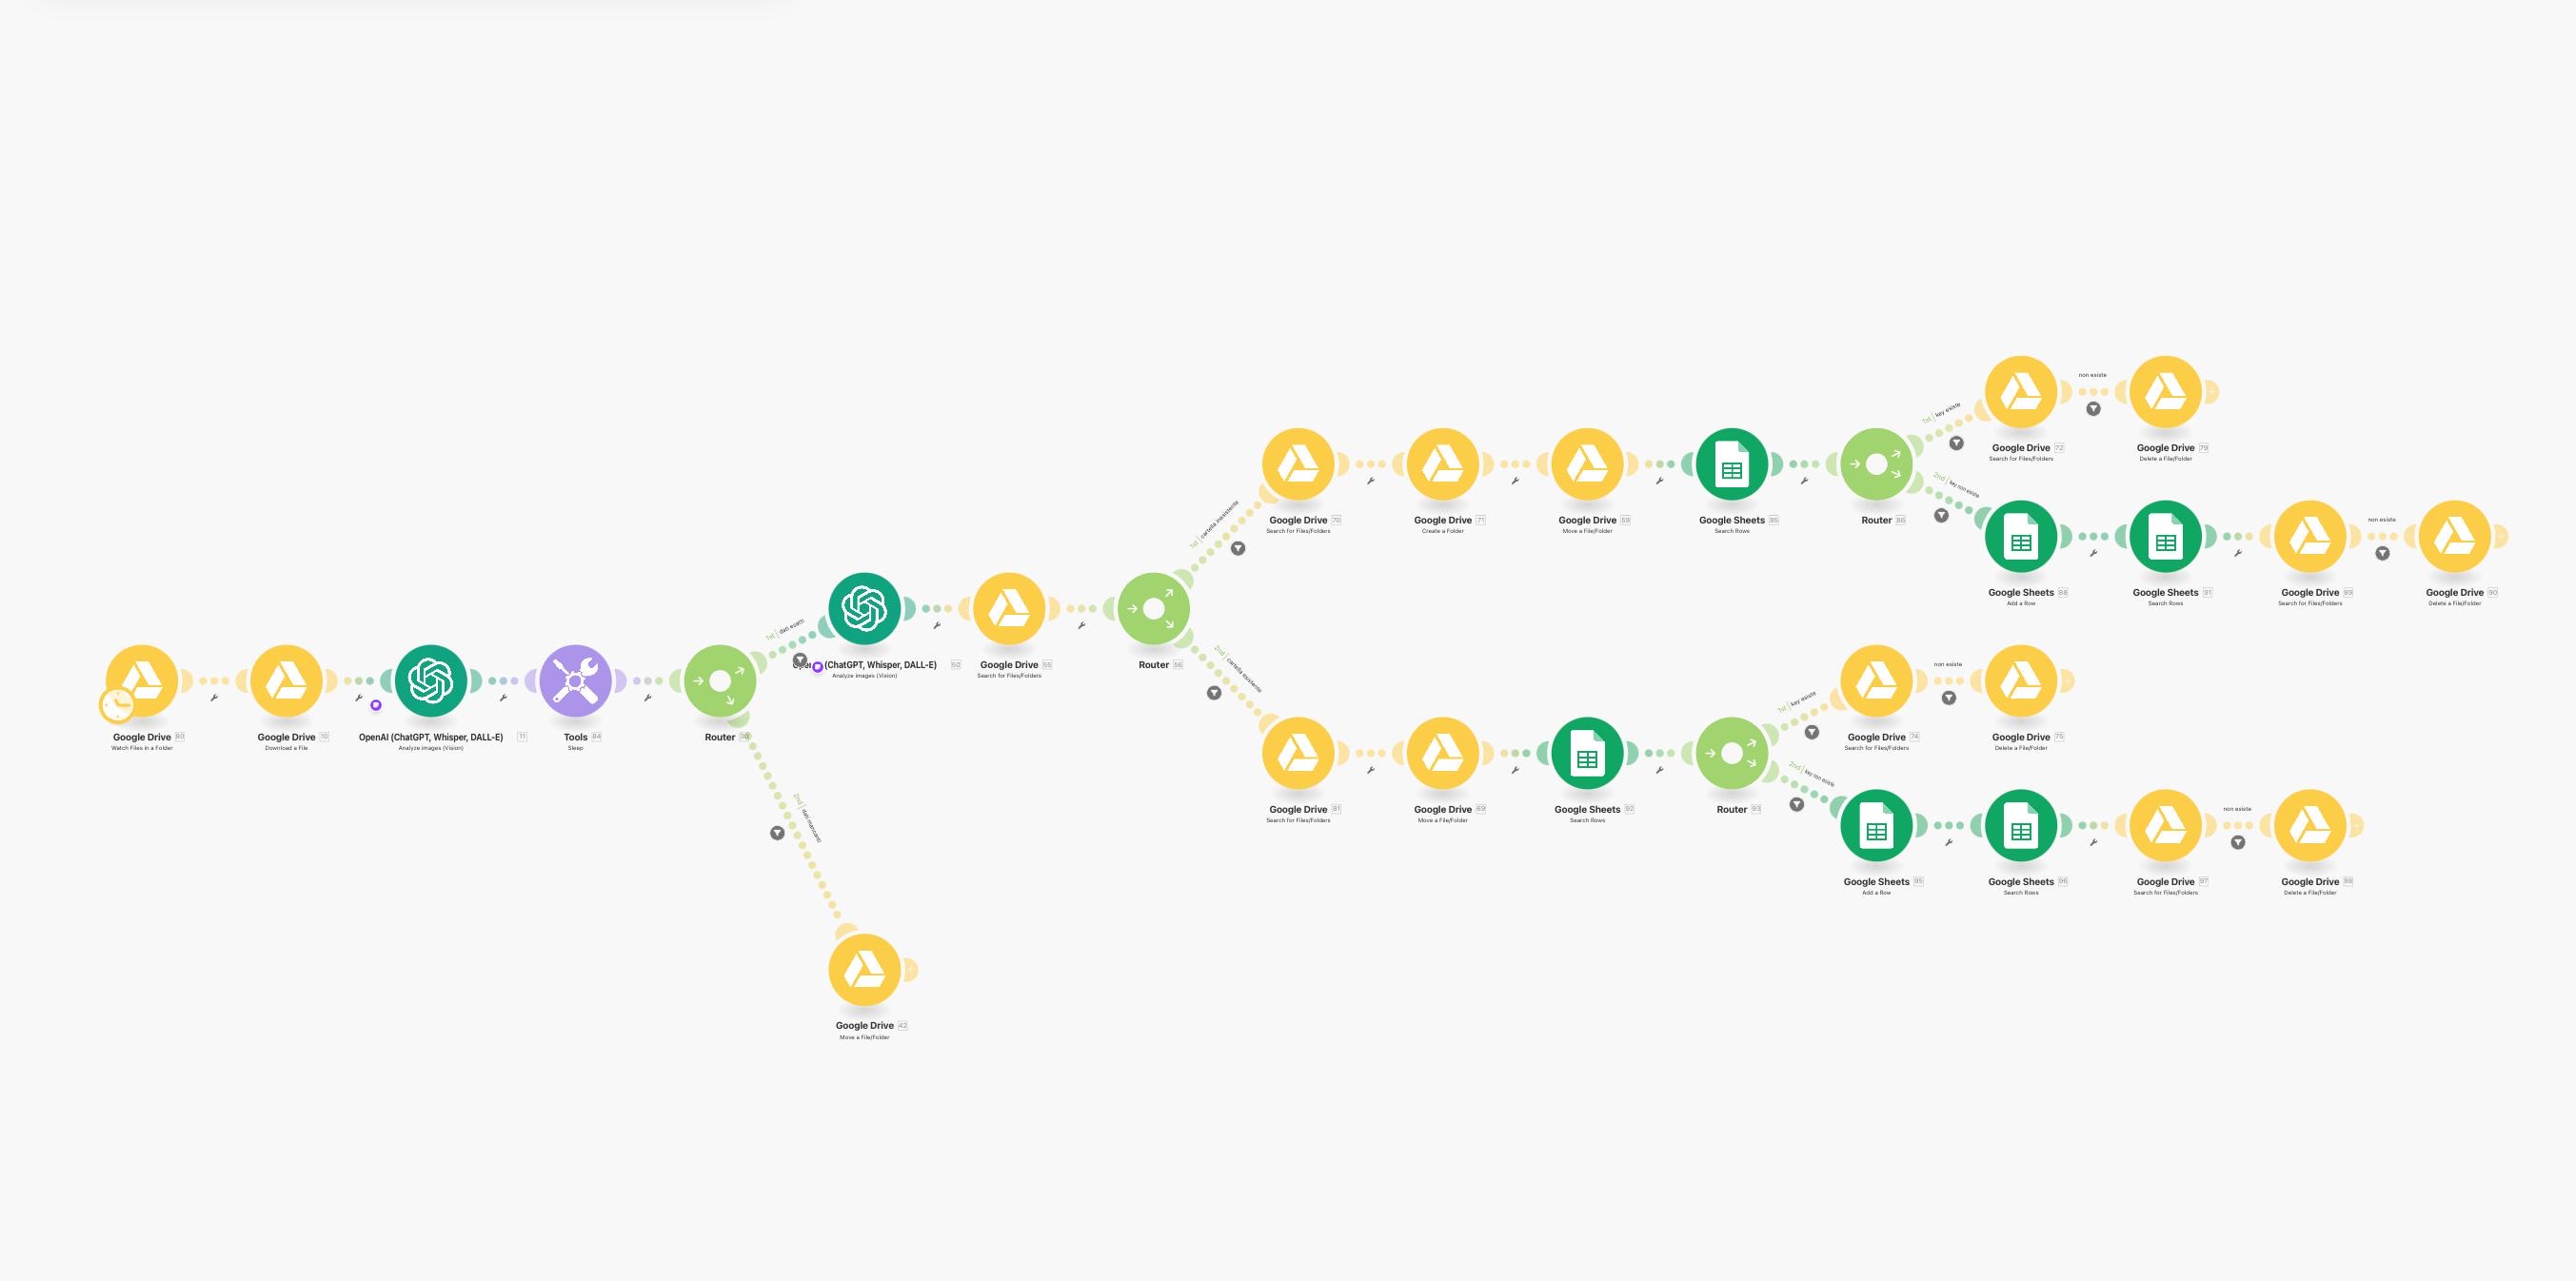 non esiste
1st | key esiste
Google Drive 72
Search for Files/Folders
Google Drive 79
Delete a File/Folder
1st | cartella inesistente
2nd | key non esiste
Google Drive 70
Search for Files/Folders
Google Drive 71
Create a Folder
Google Drive
Move a File/Folder
Google Sheets 85
Search Rows
Router 86
non esiste
Google Sheets 88
Add a Row
Google Sheets
Search Rows
Google Drive 89
Search for Files/Folders
Google Drive 90
Delete a File/Folder
1st | dati esami
OpenAI (ChatGPT, Whisper, DALL-E) 50
Analyze images (Vision)
Google Drive 55
Search for Files/Folders
Router 56
2nd | cartella esistente
non esiste
1st | key esiste
Google Drive 80
Watch Files in a Folder
Google Drive 10
Download a File
OpenAI (ChatGPT, Whisper, DALL-E) 11
Analyze images (Vision)
Tools 84
Sleep
Router
Google Drive 74
Search for Files/Folders
Google Drive 75
Delete a File/Folder
2nd | key non esiste
2nd | dati mancano
Google Drive
Search for Files/Folders
Google Drive 69
Move a File/Folder
Google Sheets 92
Search Rows
Router 93
non esiste
Google Sheets 95
Add a Row
Google Sheets 96
Search Rows
Google Drive 97
Search for Files/Folders
Google Drive 98
Delete a File/Folder
Google Drive 42
Move a File/Folder